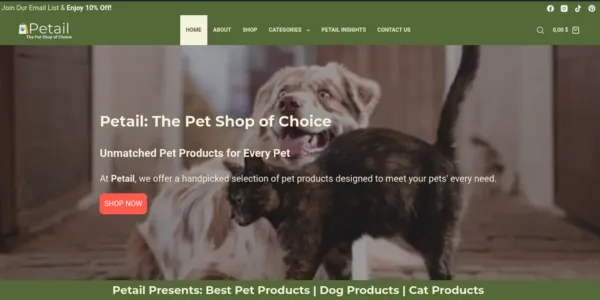 Join Our Email List & Enjoy 10% Off!
Petail
The Pet Shop of Choice
HOME ABOUT SHOP CATEGORIES PETAIL INSIGHTS CONTACT US
0,00 $
Petail: The Pet Shop of Choice
Unmatched Pet Products for Every Pet
At Petail, we offer a handpicked selection of pet products designed to meet your pets' every need.
SHOP NOW
Petail Presents: Best Pet Products | Dog Products | Cat Products